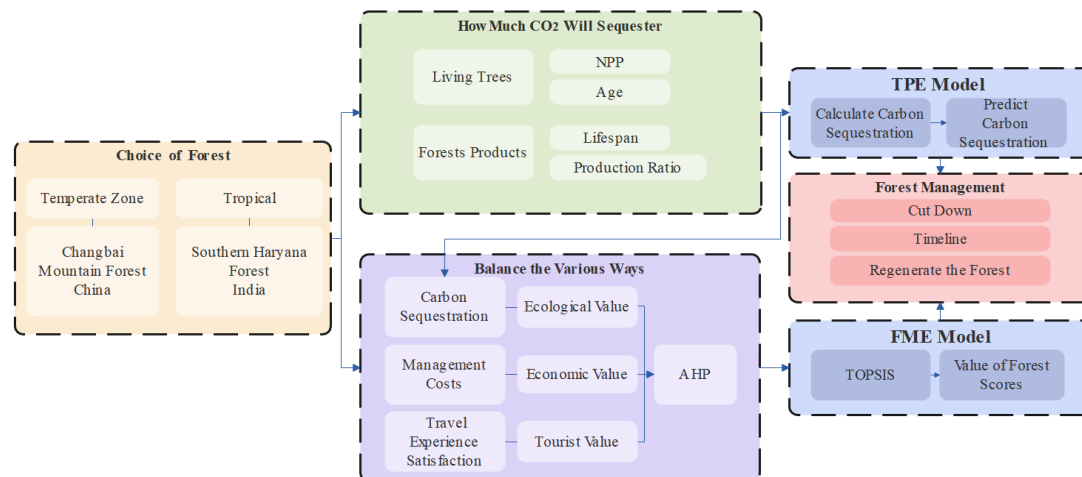 Choice of Forest
Temperate Zone
Tropical
Changbai
Mountain Forest
China
Southern Haryana
Forest
India
How Much CO2 Will Sequester
Living Trees
NPP
Age
Forests Products
Lifespan
Production Ratio
Balance the Various Ways
Carbon
Sequestration
Ecological Value
Management
Costs
Economic Value
AHP
Travel
Experience
Satisfaction
Tourist Value
TPE Model
Calculate Carbon
Sequestration
Predict
Carbon
Sequestration
Forest Management
Cut Down
Timeline
Regenerate the Forest
FME Model
TOPSIS
Value of Forest
Scores